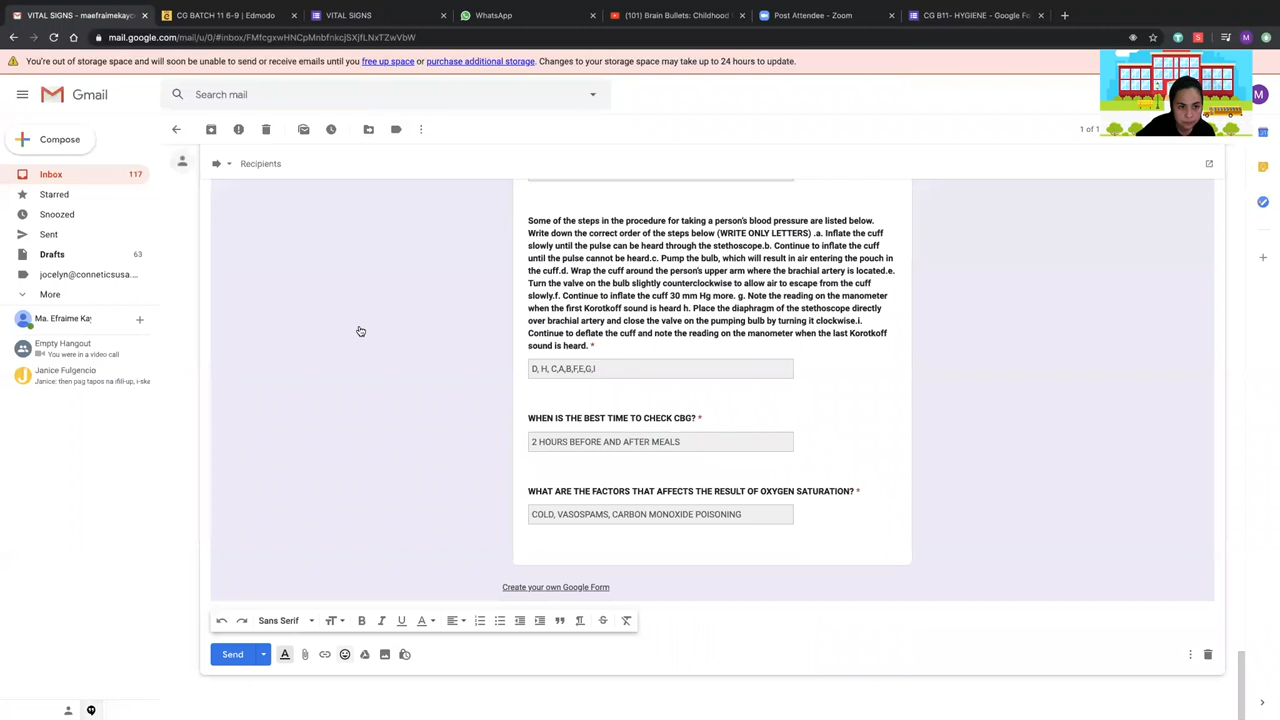 VITAL SIGNS - maefraimekayc
CG BATCH 11 6-9 | Edmodo
VITAL SIGNS
WhatsApp
(101) Brain Bullets: Childhood
Post Attendee - Zoom
CG B11- HYGIENE - Google Fo
mail.google.com/mail/u/0/#inbox/FMfcgxwHNCpMnbfnkcjSXjfLNxTZwVbW
You're out of storage space and will soon be unable to send or receive emails until you free up space or purchase additional storage. Changes to your storage space may take up to 24 hours to update.
Gmail
Search mail
M
Compose
1 of 1
Inbox 117
Recipients
Starred
Snoozed
Sent
Drafts 63
jocelyn@conneticsusa....
More
Ma. Efraime Kay
Empty Hangout
You were in a video call
Janice Fulgencio
Janice: then pag tapos na ifill-up, i-ske
Some of the steps in the procedure for taking a person's blood pressure are listed below.
Write down the correct order of the steps below (WRITE ONLY LETTERS) .a. Inflate the cuff
slowly until the pulse can be heard through the stethoscope.b. Continue to inflate the cuff
until the pulse cannot be heard.c. Pump the bulb, which will result in air entering the pouch in
the cuff.d. Wrap the cuff around the person's upper arm where the brachial artery is located.e.
Turn the valve on the bulb slightly counterclockwise to allow air to escape from the cuff
slowly.f. Continue to inflate the cuff 30 mm Hg more. g. Note the reading on the manometer
when the first Korotkoff sound is heard h. Place the diaphragm of the stethoscope directly
over brachial artery and close the valve on the pumping bulb by turning it clockwise.i.
Continue to deflate the cuff and note the reading on the manometer when the last Korotkoff
sound is heard. *
D, H, C,A,B,F,E,G,I
WHEN IS THE BEST TIME TO CHECK CBG? *
2 HOURS BEFORE AND AFTER MEALS
WHAT ARE THE FACTORS THAT AFFECTS THE RESULT OF OXYGEN SATURATION? *
COLD, VASOSPAMS, CARBON MONOXIDE POISONING
Create your own Google Form
Sans Serif
Send